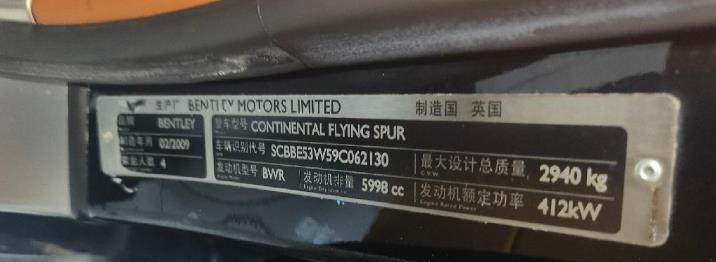 生产厂 BENTLEY MOTORS LIMITED 制造国 英国
品牌 BENTLEY 整车型号 CONTINENTAL FLYING SPUR
制造年月 02/2009 车辆识别代号 SCBBE53W59C062130 最大设计总质量 2940 kg
G.V.W
乘坐人数 4 发动机型号 BWR 发动机排量 5998 cc 发动机额定功率 412kW
Engine Rated Power